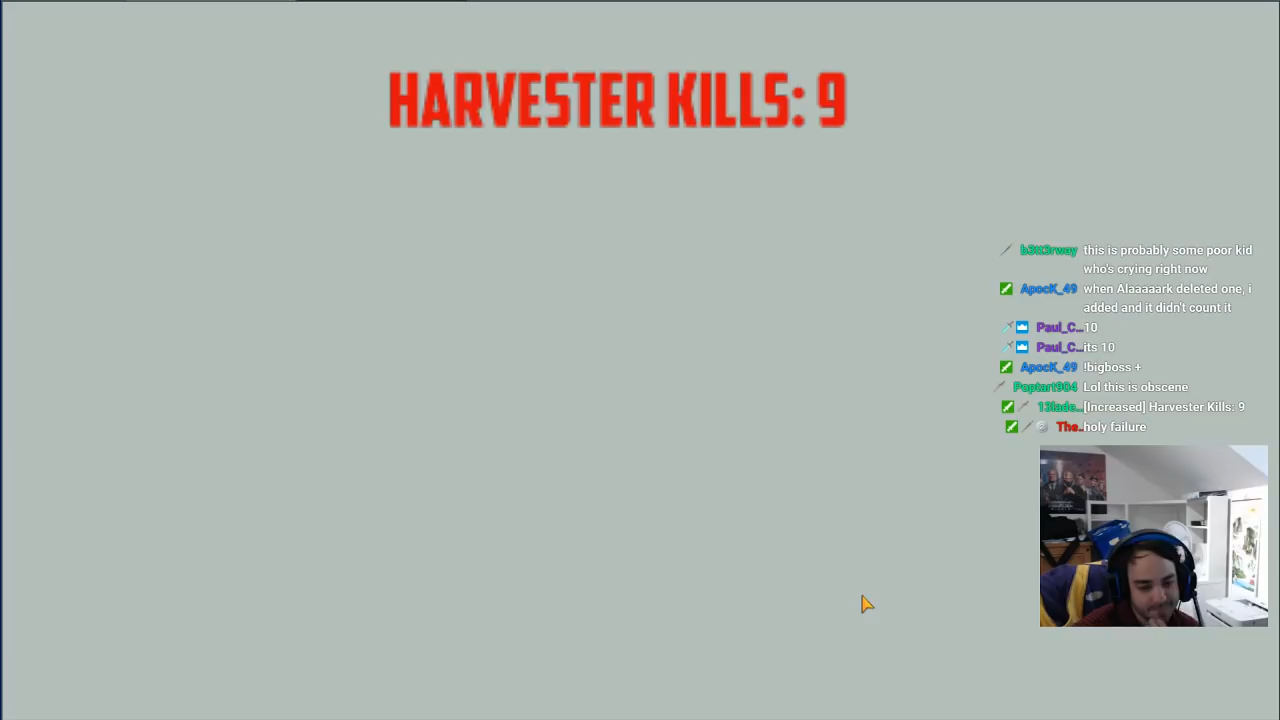 HARVESTER KILLS: 9
b3tt3rway this is probably some poor kid
who's crying right now
ApocK_49 when Alaaaaark deleted one, i
added and it didn't count it
Paul_C... 10
Paul_C... its 10
ApocK_49 !bigboss +
Poptart904 Lol this is obscene
13lade.. [Increased] Harvester Kills: 9
The.. holy failure